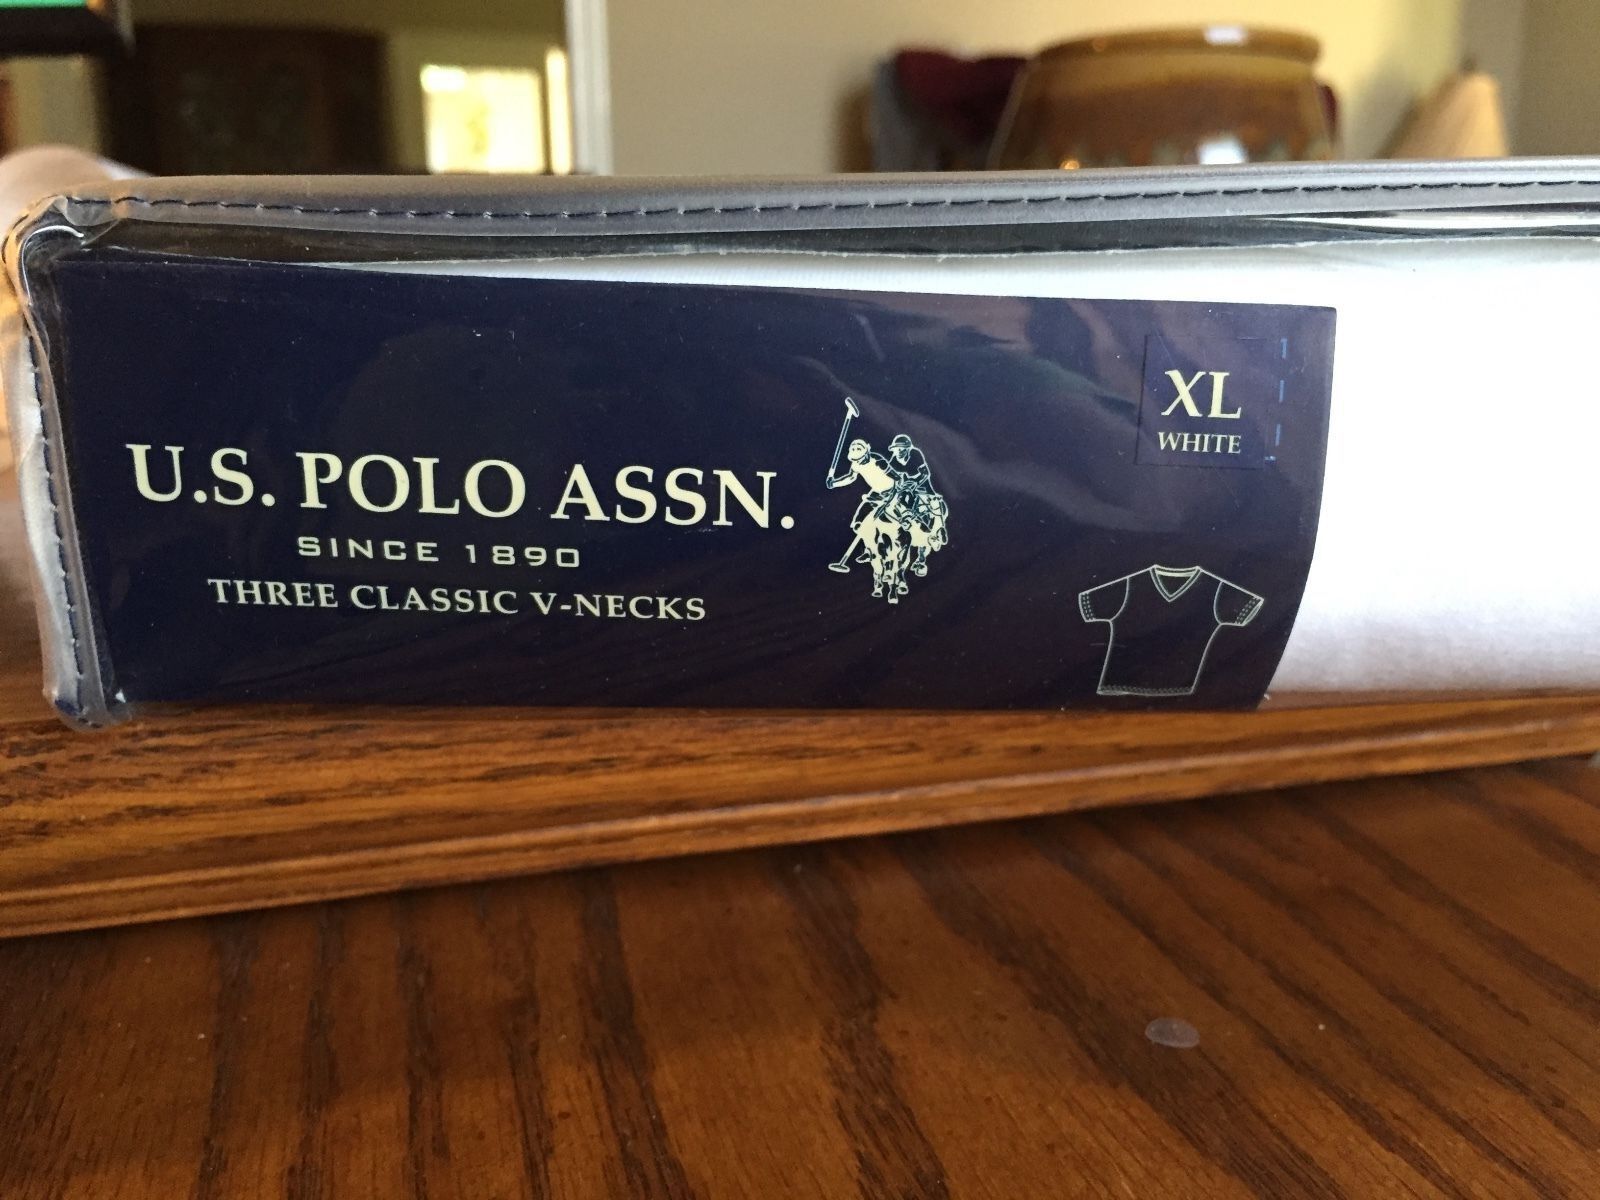 U.S. POLO ASSN.
SINCE 1890
THREE CLASSIC V-NECKS
XL
WHITE